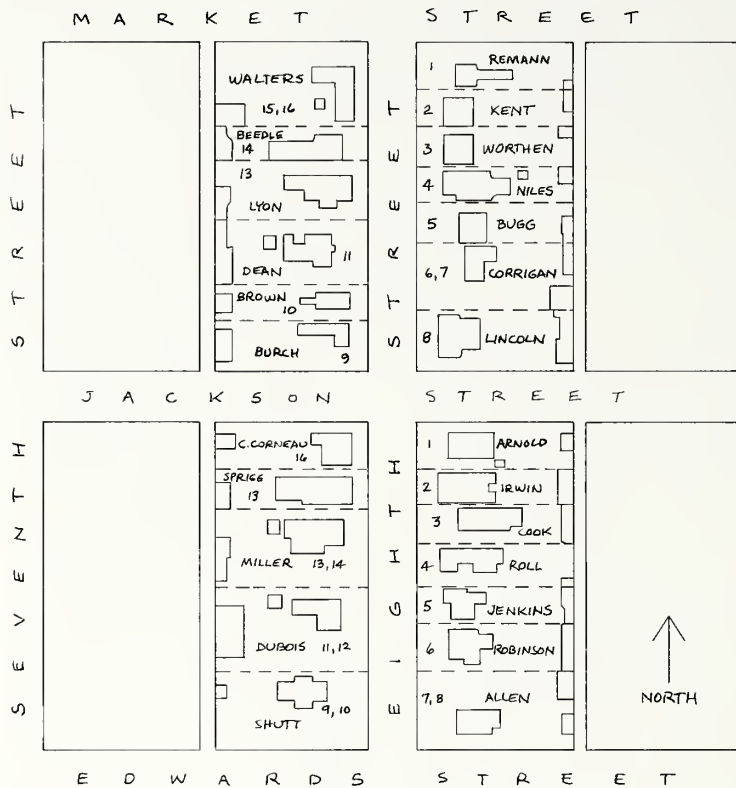 MARKET STREET
WALTERS
15, 16
BEEDLE
14
13
LYON
DEAN
11
BROWN
10
BURCH
9
STREET
STREET
1 REMANN
2 KENT
3 WORTHEN
4 NILES
5 BUGG
6, 7 CORRIGAN
8 LINCOLN
JACKSON STREET
SEVENTH
C. CORNEAU
16
SPRIGG
13
MILLER 13, 14
DUBOIS 11, 12
9, 10
SHUTT
EIGHTH
1 ARNOLD
2 IRWIN
3 COOK
4 ROLL
5 JENKINS
6 ROBINSON
7, 8 ALLEN
NORTH
EDWARDS STREET